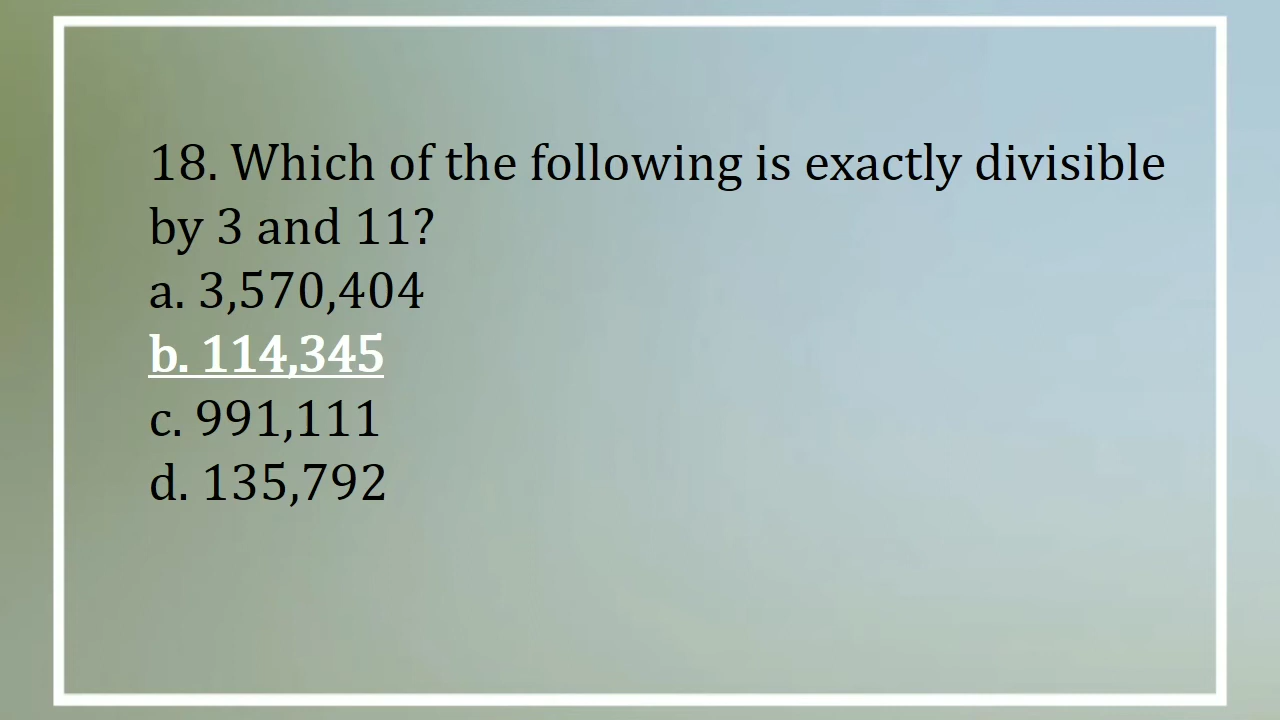 18. Which of the following is exactly divisible
by 3 and 11?
a. 3,570,404
b. 114,345
c. 991,111
d. 135,792